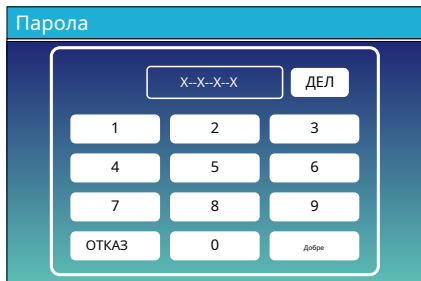 Парола
X--X--X--X ДЕЛ
1 2 3
4 5 6
7 8 9
ОТКАЗ 0 Добре